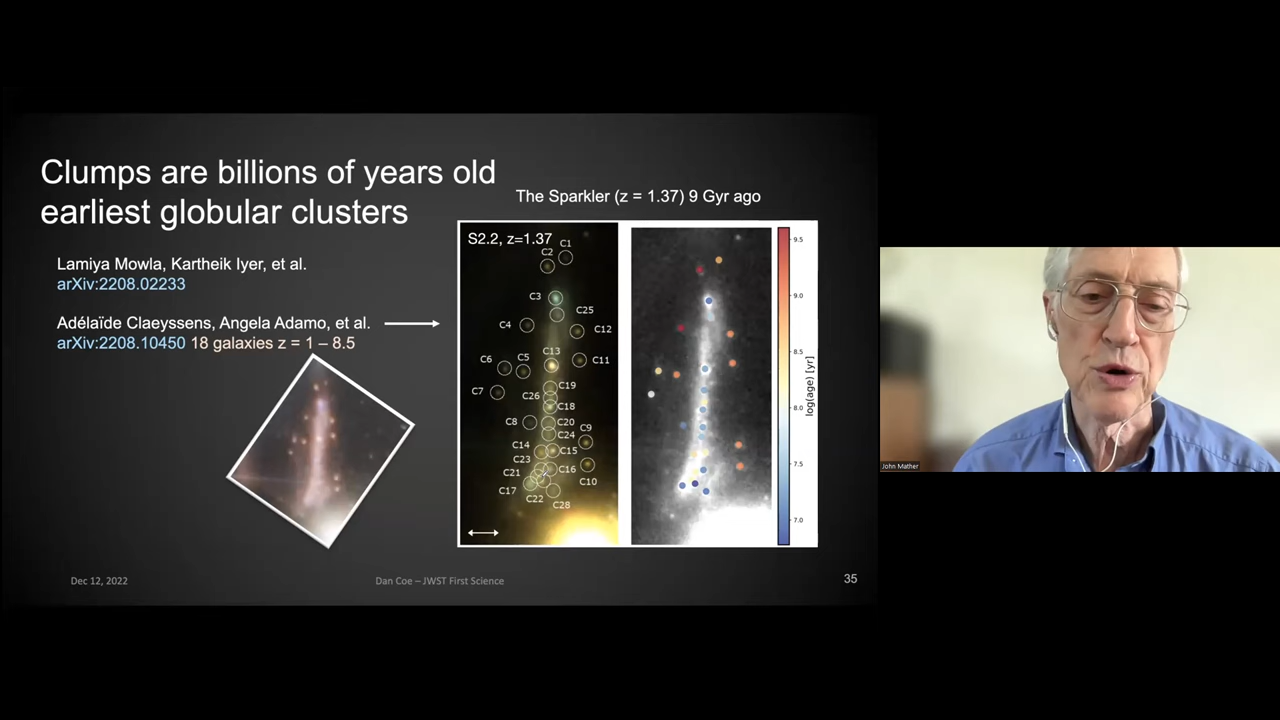 Clumps are billions of years old
earliest globular clusters
The Sparkler (z = 1.37) 9 Gyr ago
Lamiya Mowla, Kartheik Iyer, et al.
arXiv:2208.02233
Adélaïde Claeyssens, Angela Adamo, et al.
arXiv:2208.10450 18 galaxies z = 1 – 8.5
S2.2, z=1.37
C1
C2
C3
C25
C4
C12
C13
C11
C6
C5
C7
C19
C26
C18
C8
C20
C9
C24
C14
C15
C23
C16
C21
C10
C17
C22
C28
9.5
9.0
8.5
8.0
7.5
7.0
log(age) [yr]
John Mather
Dec 12, 2022
Dan Coe – JWST First Science
35